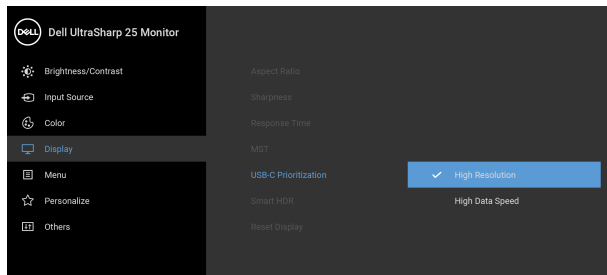 DELL Dell UltraSharp 25 Monitor
Brightness/Contrast
Aspect Ratio
Input Source
Sharpness
Color
Response Time
Display
MST
Menu
USB-C Prioritization
High Resolution
Personalize
Smart HDR
High Data Speed
Others
Reset Display